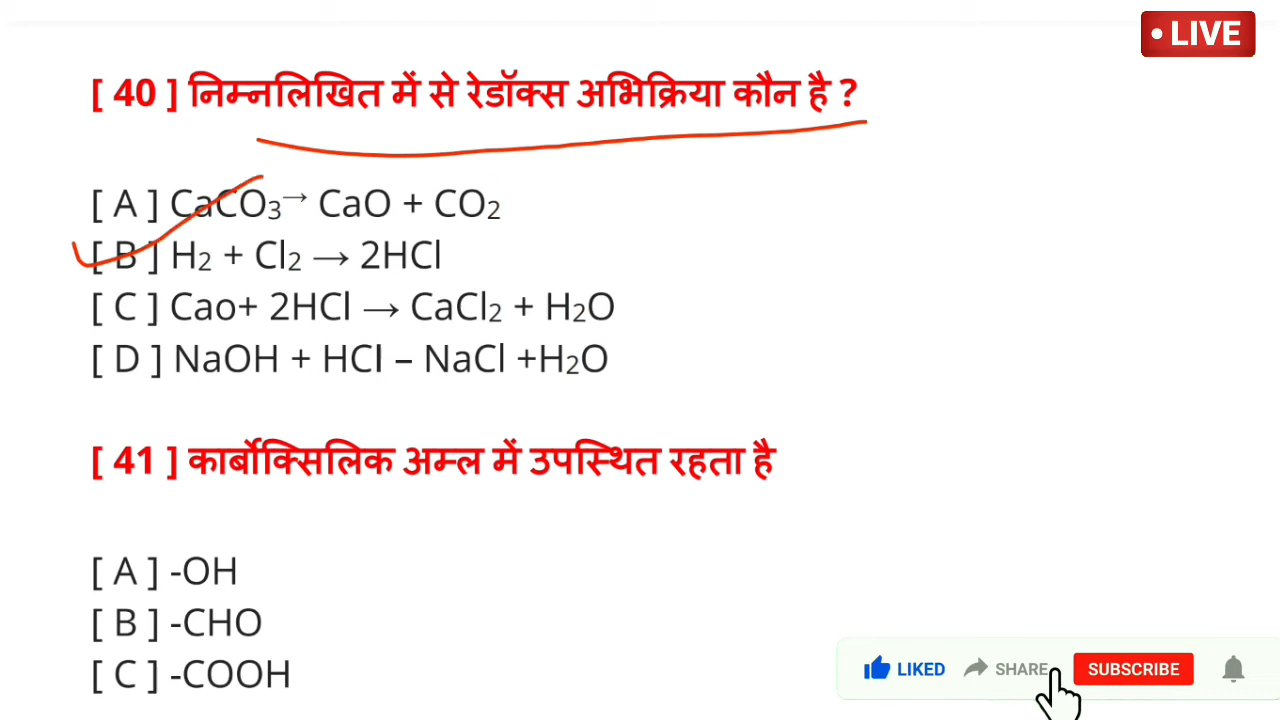 LIVE
[ 40 ] निम्नलिखित में से रेडॉक्स अभिक्रिया कौन है ?
[ A ] CaCO₃→ CaO + CO₂
[ B ] H₂ + Cl₂ → 2HCl
[ C ] Cao+ 2HCl → CaCl₂ + H₂O
[ D ] NaOH + HCl – NaCl +H₂O
[ 41 ] कार्बोक्सिलिक अम्ल में उपस्थित रहता है
[ A ] -OH
[ B ] -CHO
[ C ] -COOH
LIKED SHARE SUBSCRIBE